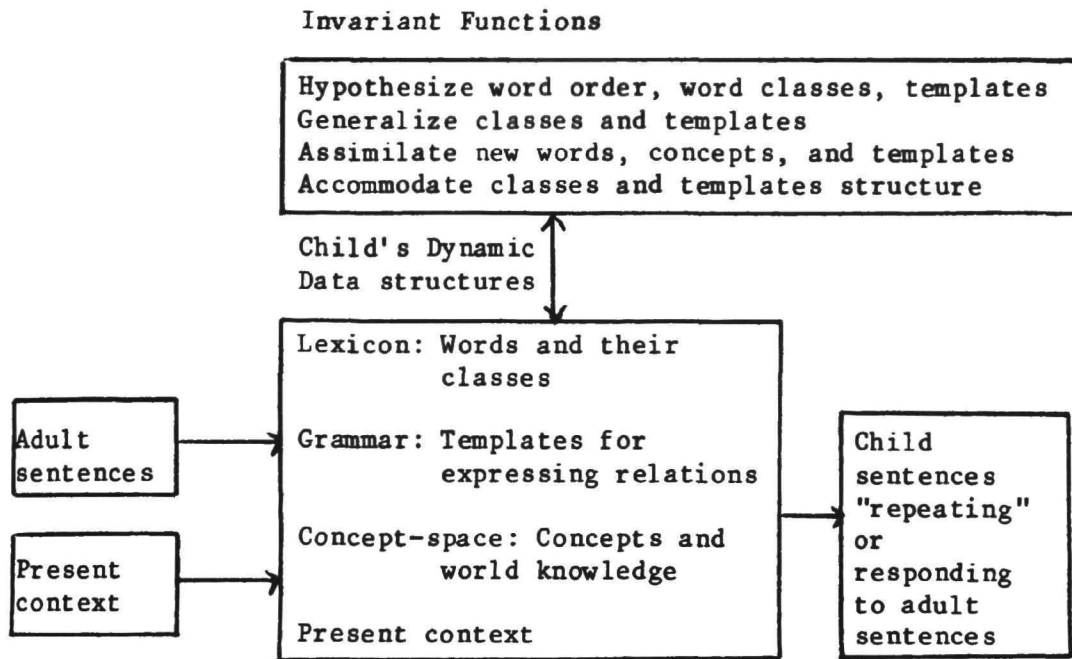 Invariant Functions
Hypothesize word order, word classes, templates
Generalize classes and templates
Assimilate new words, concepts, and templates
Accommodate classes and templates structure
Child's Dynamic
Data structures
Lexicon: Words and their
classes
Grammar: Templates for
expressing relations
Concept-space: Concepts and
world knowledge
Present context
Adult
sentences
Present
context
Child
sentences
"repeating"
or
responding
to adult
sentences